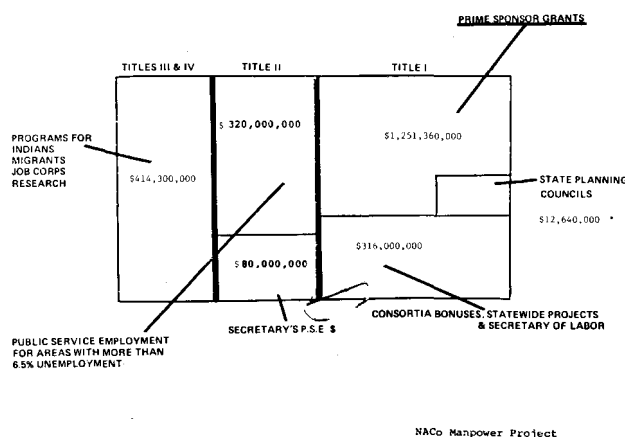 PRIME SPONSOR GRANTS
TITLES III & IV
TITLE II
TITLE I
$ 320,000,000
$1,251,360,000
PROGRAMS FOR
INDIANS
MIGRANTS
JOB CORPS
RESEARCH
$414,300,000
STATE PLANNING
COUNCILS
$12,640,000 *
$316,000,000
$80,000,000
SECRETARY'S P.S.E $
CONSORTIA BONUSES. STATEWIDE PROJECTS
& SECRETARY OF LABOR
PUBLIC SERVICE EMPLOYMENT
FOR AREAS WITH MORE THAN
6.5% UNEMPLOYMENT
NACo Manpower Project